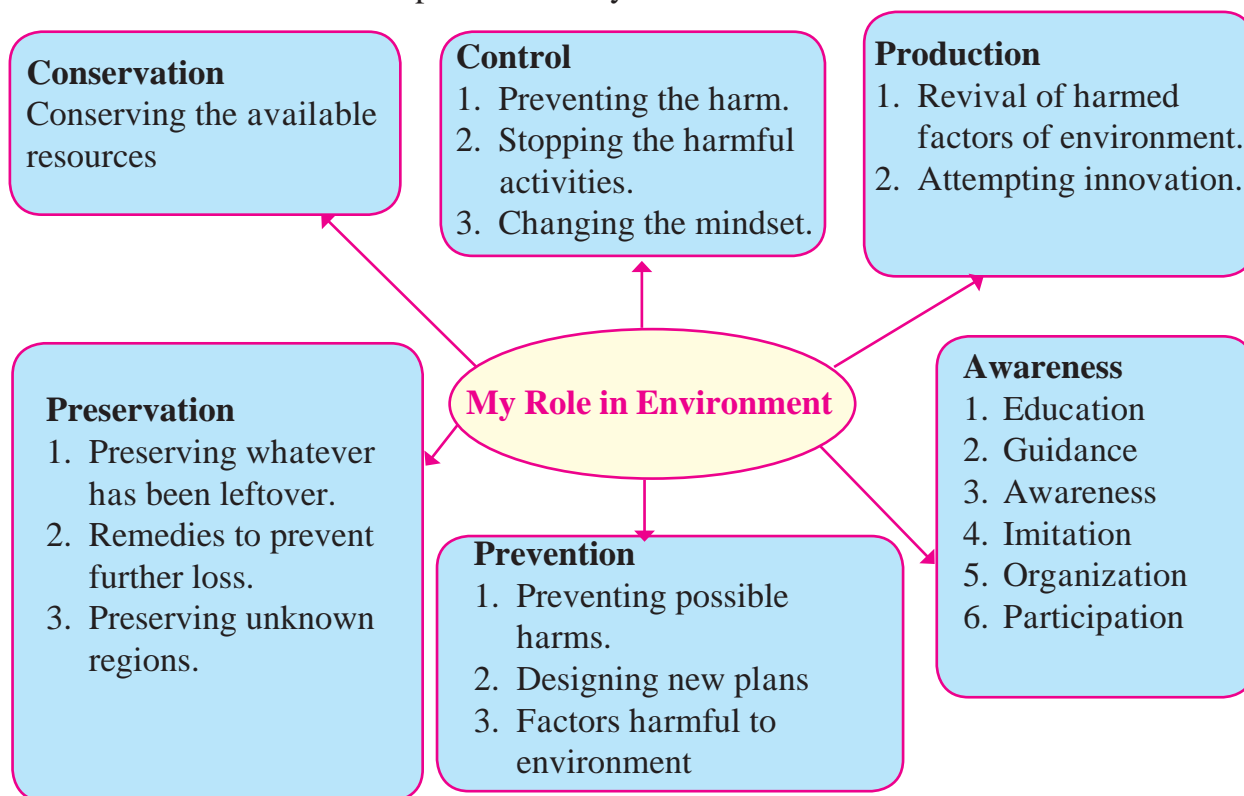 Conservation
Conserving the available
resources
Control
1. Preventing the harm.
2. Stopping the harmful
activities.
3. Changing the mindset.
Production
1. Revival of harmed
factors of environment.
2. Attempting innovation.
My Role in Environment
Preservation
1. Preserving whatever
has been leftover.
2. Remedies to prevent
further loss.
3. Preserving unknown
regions.
Prevention
1. Preventing possible
harms.
2. Designing new plans
3. Factors harmful to
environment
Awareness
1. Education
2. Guidance
3. Awareness
4. Imitation
5. Organization
6. Participation